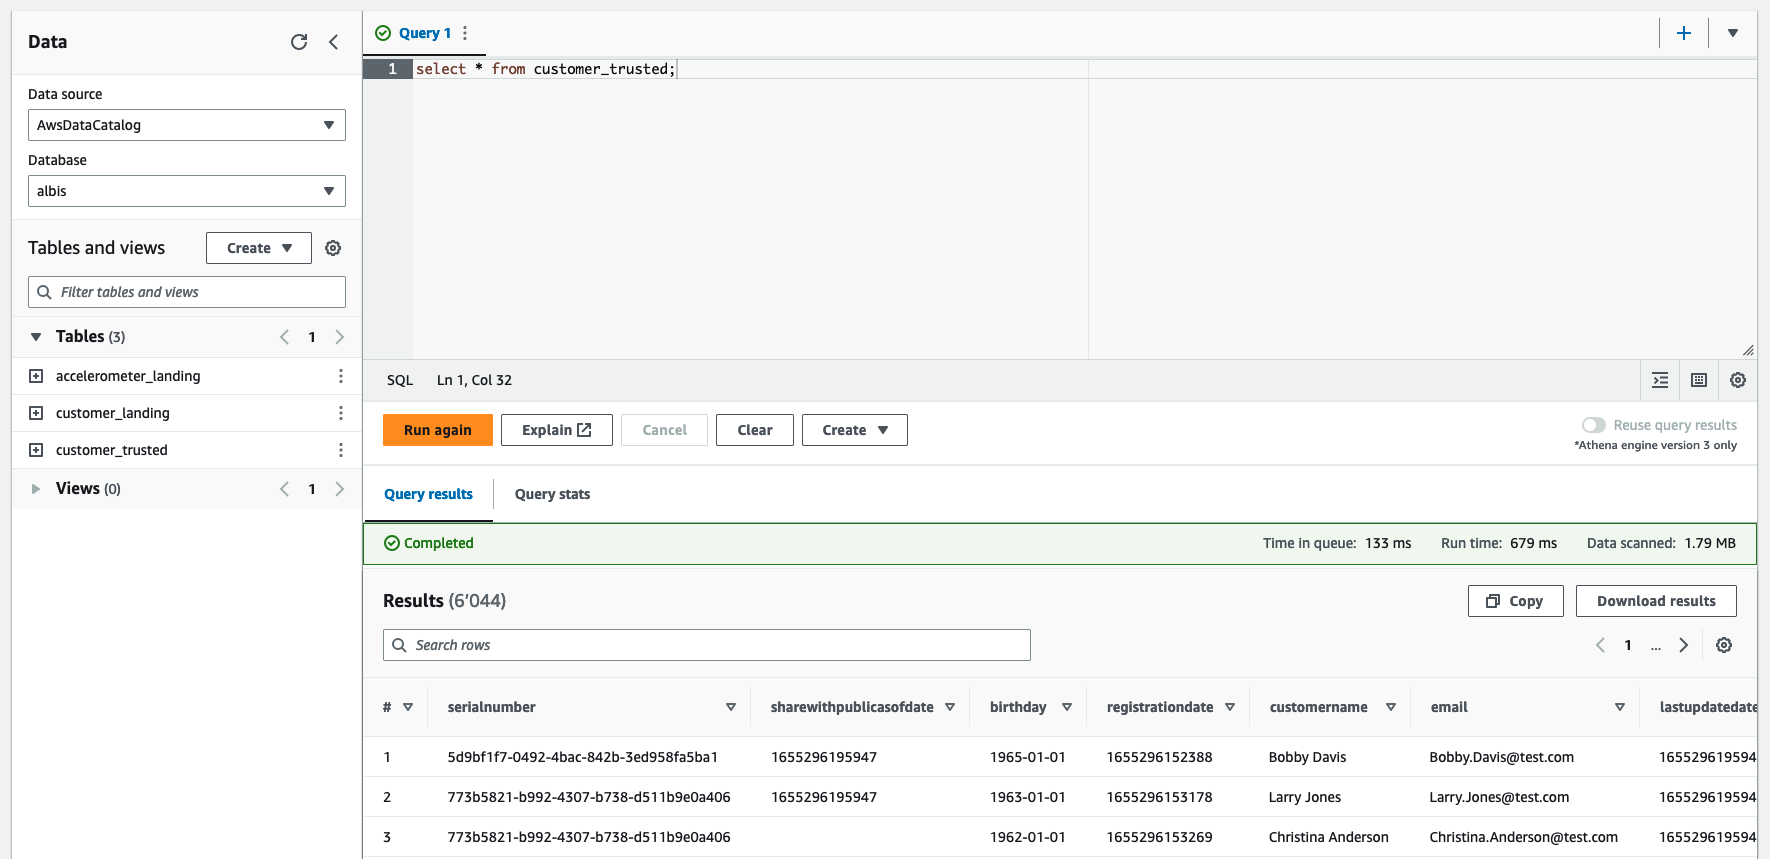 Data
Data source
AwsDataCatalog
Database
albis
Tables and views
Create
Filter tables and views
Tables (3)
1
accelerometer_landing
customer_landing
customer_trusted
Views (0)
1
Query 1
1 select * from customer_trusted;
SQL Ln 1, Col 32
Run again Explain Cancel Clear Create
Reuse query results
*Athena engine version 3 only
Query results Query stats
Completed Time in queue: 133 ms Run time: 679 ms Data scanned: 1.79 MB
Results (6’044) Copy Download results
Search rows 1 ...
# serialnumber sharewithpublicasofdate birthday registrationdate customername email lastupdatedate
1 5d9bf1f7-0492-4bac-842b-3ed958fa5ba1 1655296195947 1965-01-01 1655296152388 Bobby Davis Bobby.Davis@test.com 165529619594
2 773b5821-b992-4307-b738-d511b9e0a406 1655296195947 1963-01-01 1655296153178 Larry Jones Larry.Jones@test.com 165529619594
3 773b5821-b992-4307-b738-d511b9e0a406 1962-01-01 1655296153269 Christina Anderson Christina.Anderson@test.com 165529619594